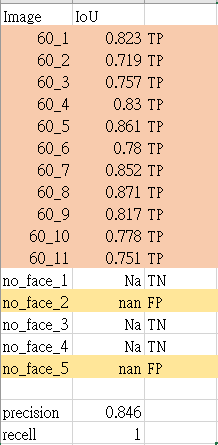 Image IoU
60_1 0.823 TP
60_2 0.719 TP
60_3 0.757 TP
60_4 0.83 TP
60_5 0.861 TP
60_6 0.78 TP
60_7 0.852 TP
60_8 0.871 TP
60_9 0.817 TP
60_10 0.778 TP
60_11 0.751 TP
no_face_1 Na TN
no_face_2 nan FP
no_face_3 Na TN
no_face_4 Na TN
no_face_5 nan FP
precision 0.846
recell 1